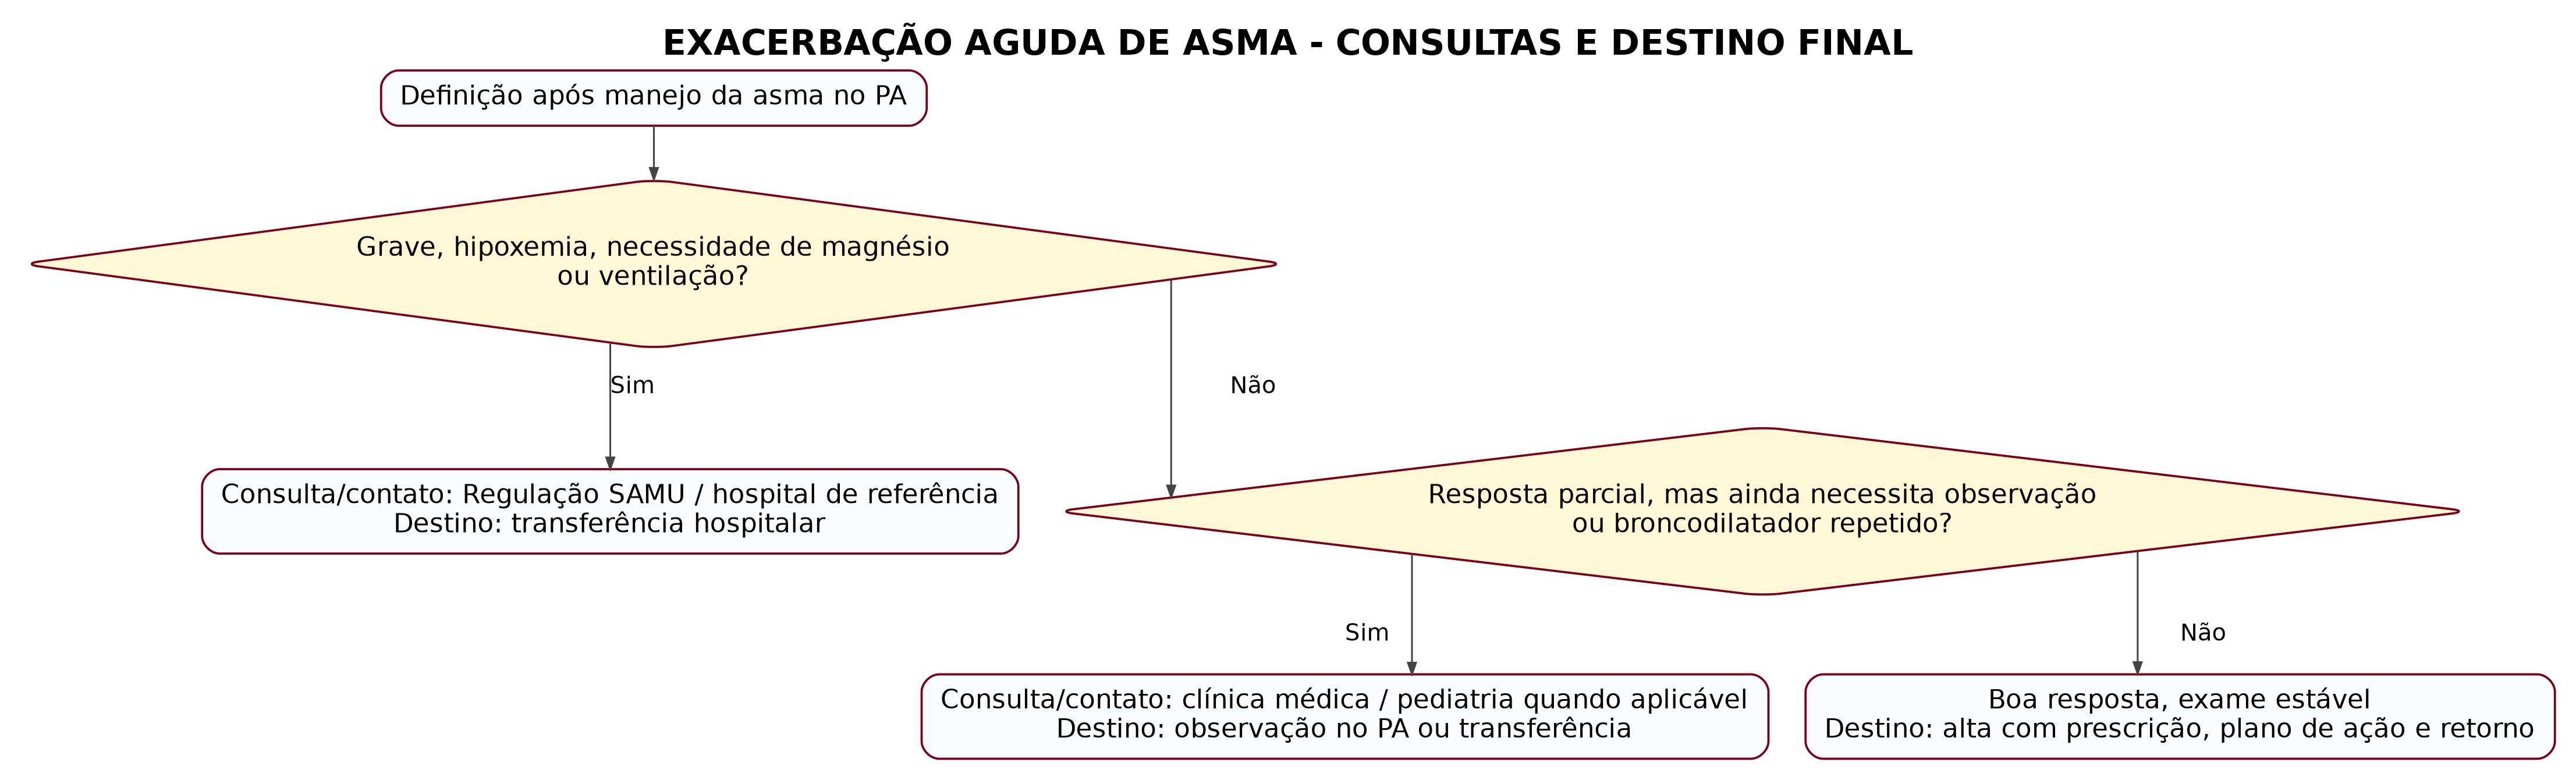 EXACERBAÇÃO AGUDA DE ASMA - CONSULTAS E DESTINO FINAL
Definição após manejo da asma no PA
Grave, hipoxemia, necessidade de magnésio
ou ventilação?
Sim
Não
Consulta/contato: Regulação SAMU / hospital de referência
Destino: transferência hospitalar
Resposta parcial, mas ainda necessita observação
ou broncodilatador repetido?
Sim
Não
Consulta/contato: clínica médica / pediatria quando aplicável
Destino: observação no PA ou transferência
Boa resposta, exame estável
Destino: alta com prescrição, plano de ação e retorno